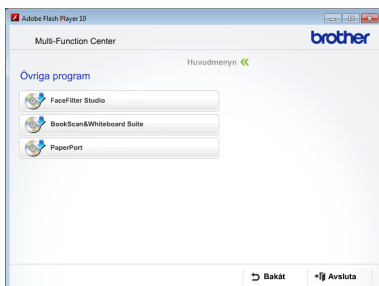 Adobe Flash Player 10
Multi-Function Center
brother
Huvudmenyn
Övriga program
FaceFilter Studio
BookScan&Whiteboard Suite
PaperPort
Bakåt
Avsluta